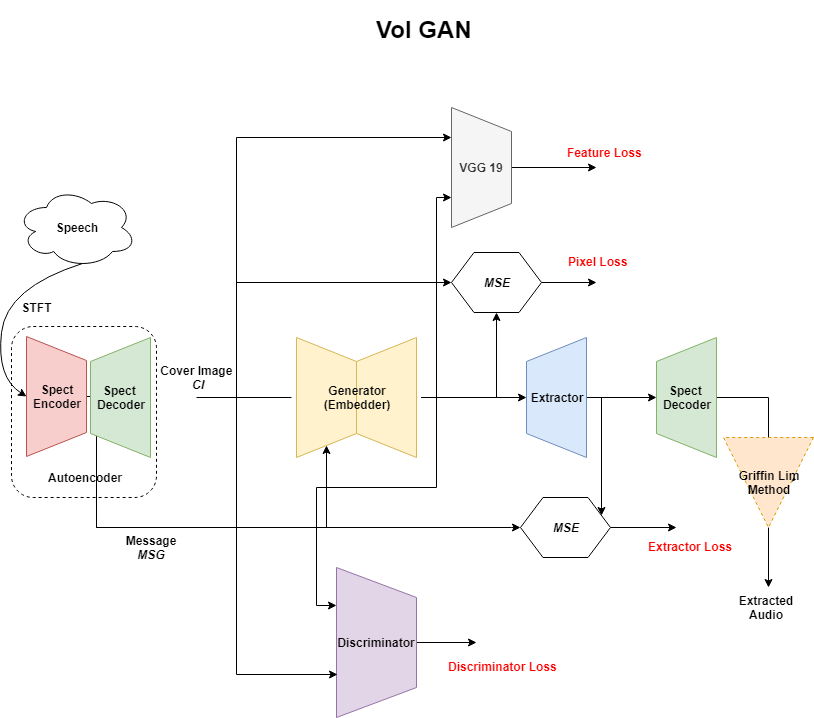 Vol GAN
VGG 19
Feature Loss
Speech
Pixel Loss
MSE
STFT
Cover Image
CI
Spect
Encoder
Spect
Decoder
Generator
(Embedder)
Extractor
Spect
Decoder
Autoencoder
Griffin Lim
Method
Message
MSG
MSE
Extractor Loss
Extracted
Audio
Discriminator
Discriminator Loss